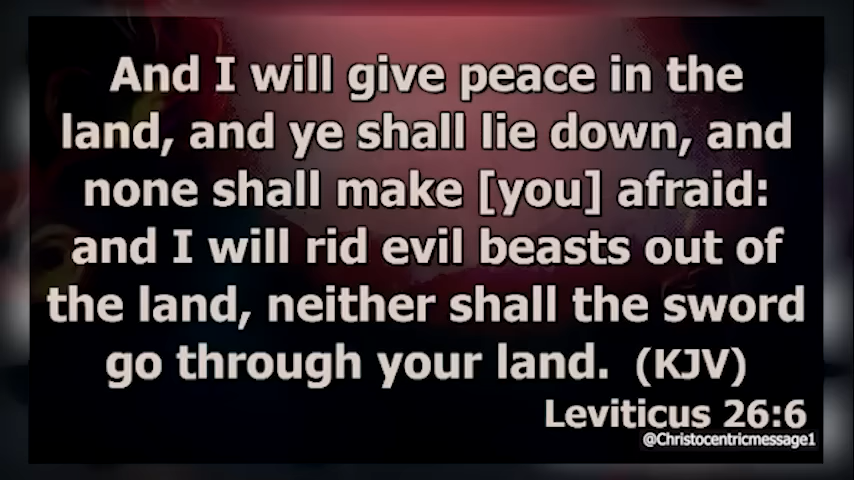 And I will give peace in the
land, and ye shall lie down, and
none shall make [you] afraid:
and I will rid evil beasts out of
the land, neither shall the sword
go through your land. (KJV)
Leviticus 26:6
@Christocentricmessage1